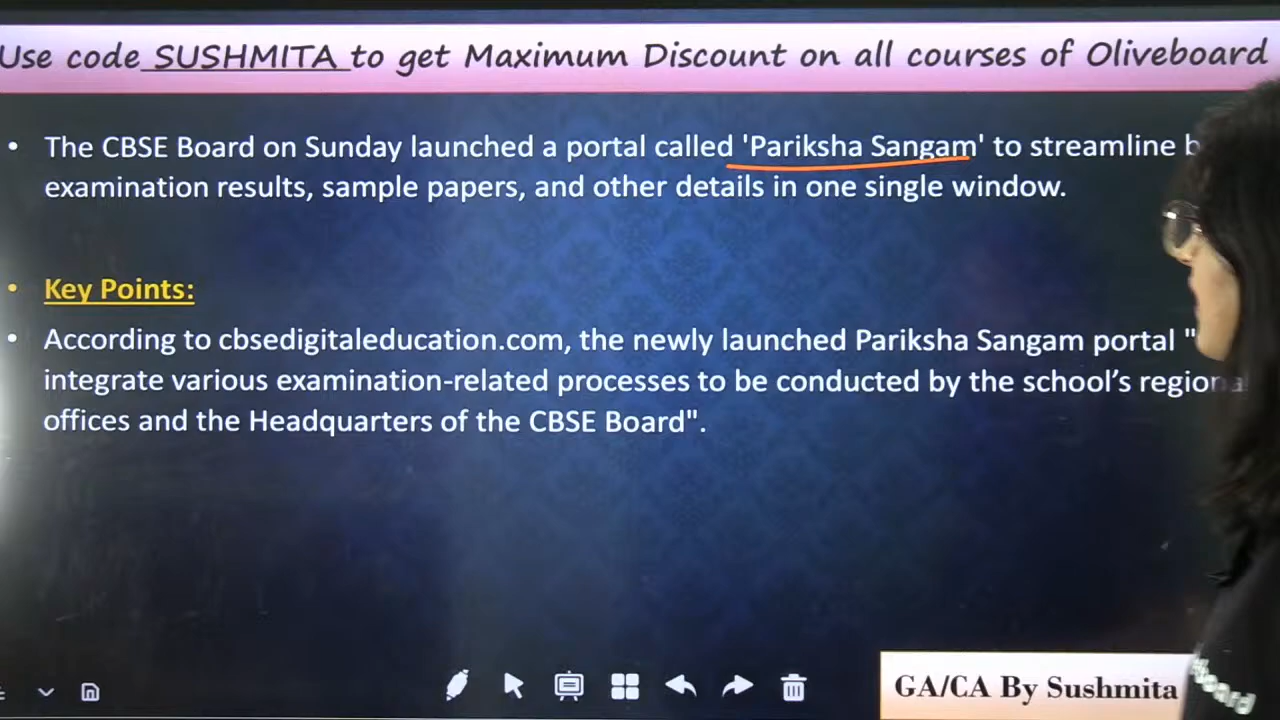 Use code SUSHMITA to get Maximum Discount on all courses of Oliveboard
• The CBSE Board on Sunday launched a portal called 'Pariksha Sangam' to streamline
examination results, sample papers, and other details in one single window.
• Key Points:
• According to cbsedigitaleducation.com, the newly launched Pariksha Sangam portal "
integrate various examination-related processes to be conducted by the school’s regional
offices and the Headquarters of the CBSE Board".
GA/CA By Sushmita